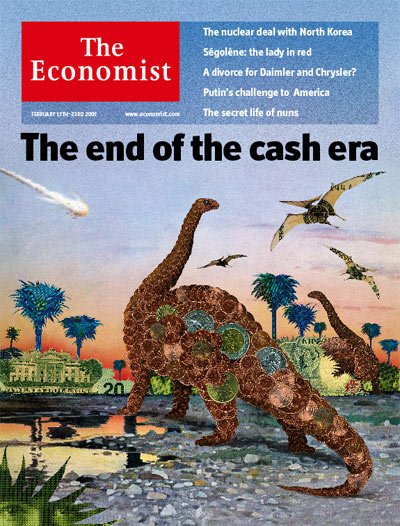 The
Economist
FEBRUARY 17TH–23RD 2007
www.economist.com
The nuclear deal with North Korea
Ségolène: the lady in red
A divorce for Daimler and Chrysler?
Putin's challenge to America
The secret life of nuns
The end of the cash era
TWENTY DOLLARS
20